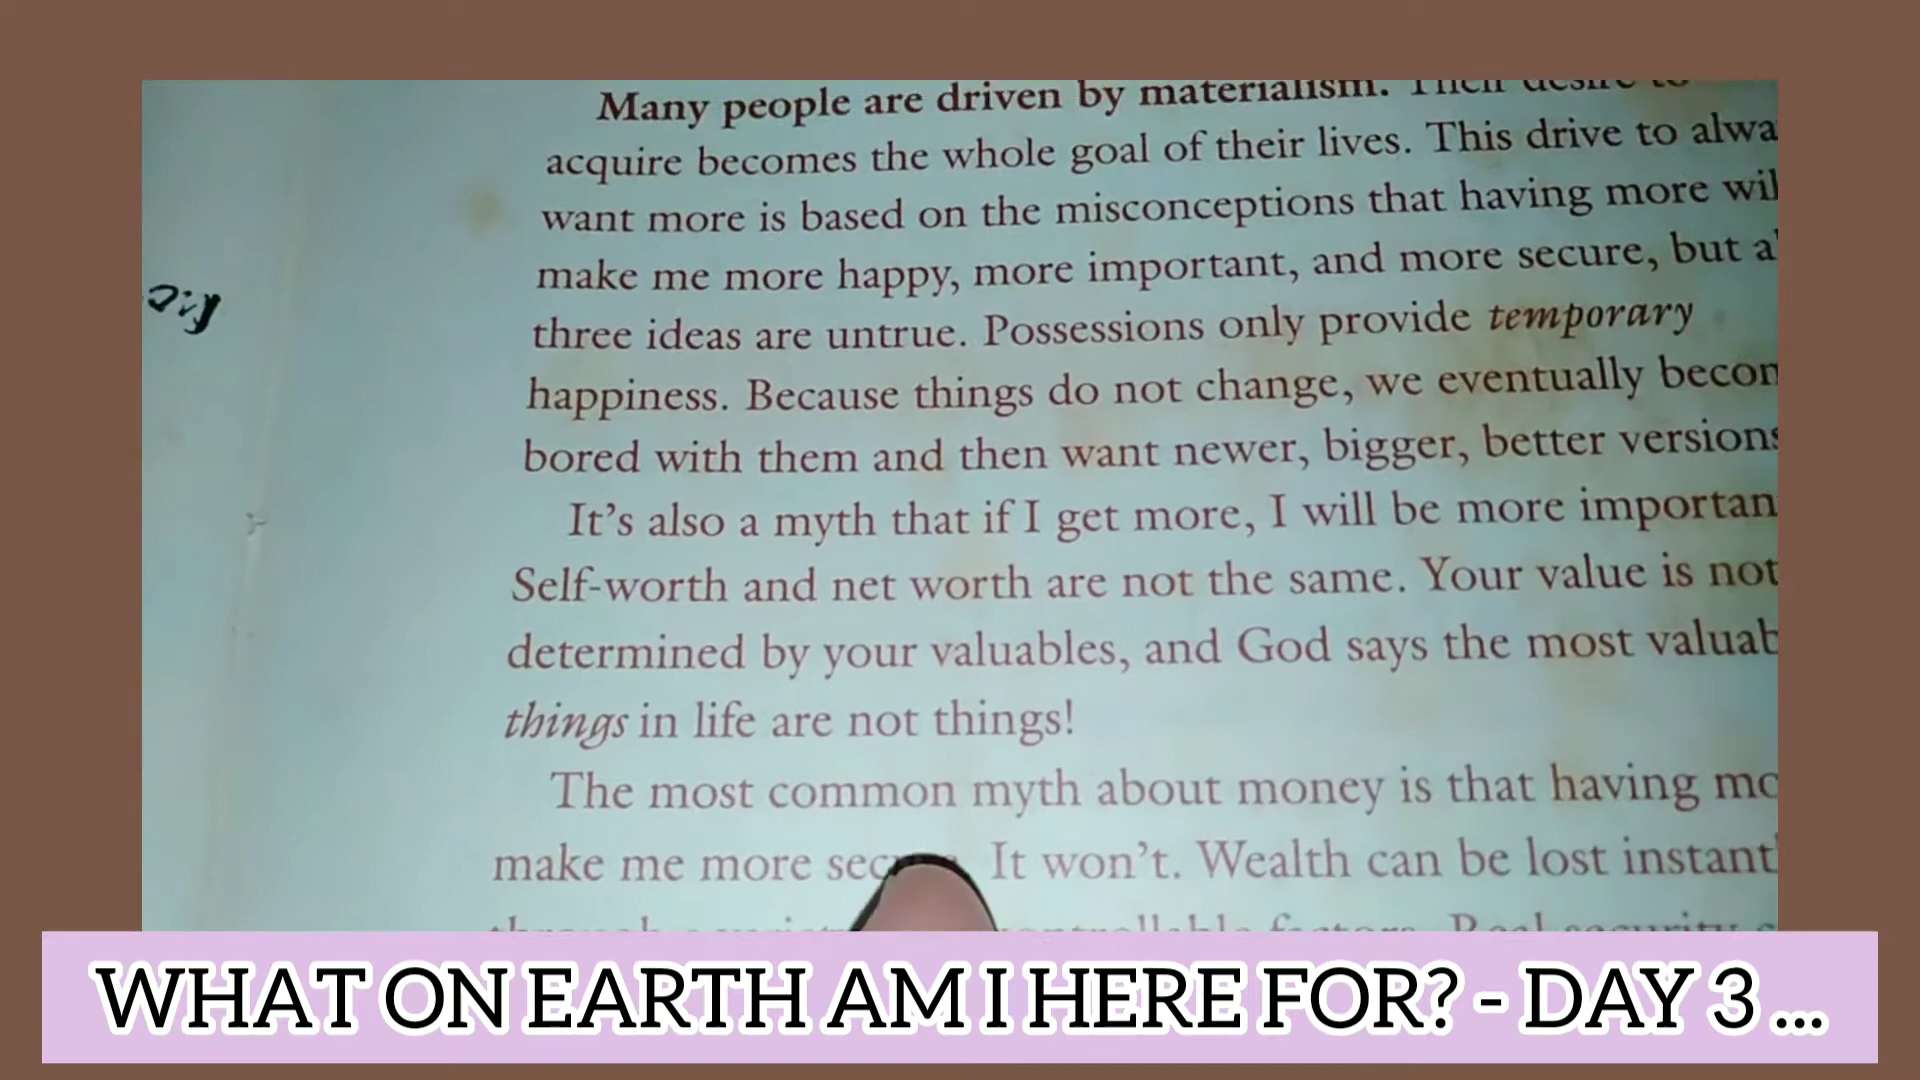 Many people are driven by materialism. Their desire to
acquire becomes the whole goal of their lives. This drive to alwa
want more is based on the misconceptions that having more wil
make me more happy, more important, and more secure, but a
three ideas are untrue. Possessions only provide temporary
happiness. Because things do not change, we eventually becom
bored with them and then want newer, bigger, better versions
It's also a myth that if I get more, I will be more importan
Self-worth and net worth are not the same. Your value is not
determined by your valuables, and God says the most valuab
things in life are not things!
The most common myth about money is that having mo
make me more sec It won't. Wealth can be lost instant
Real security
WHAT ON EARTH AM I HERE FOR? - DAY 3 ...